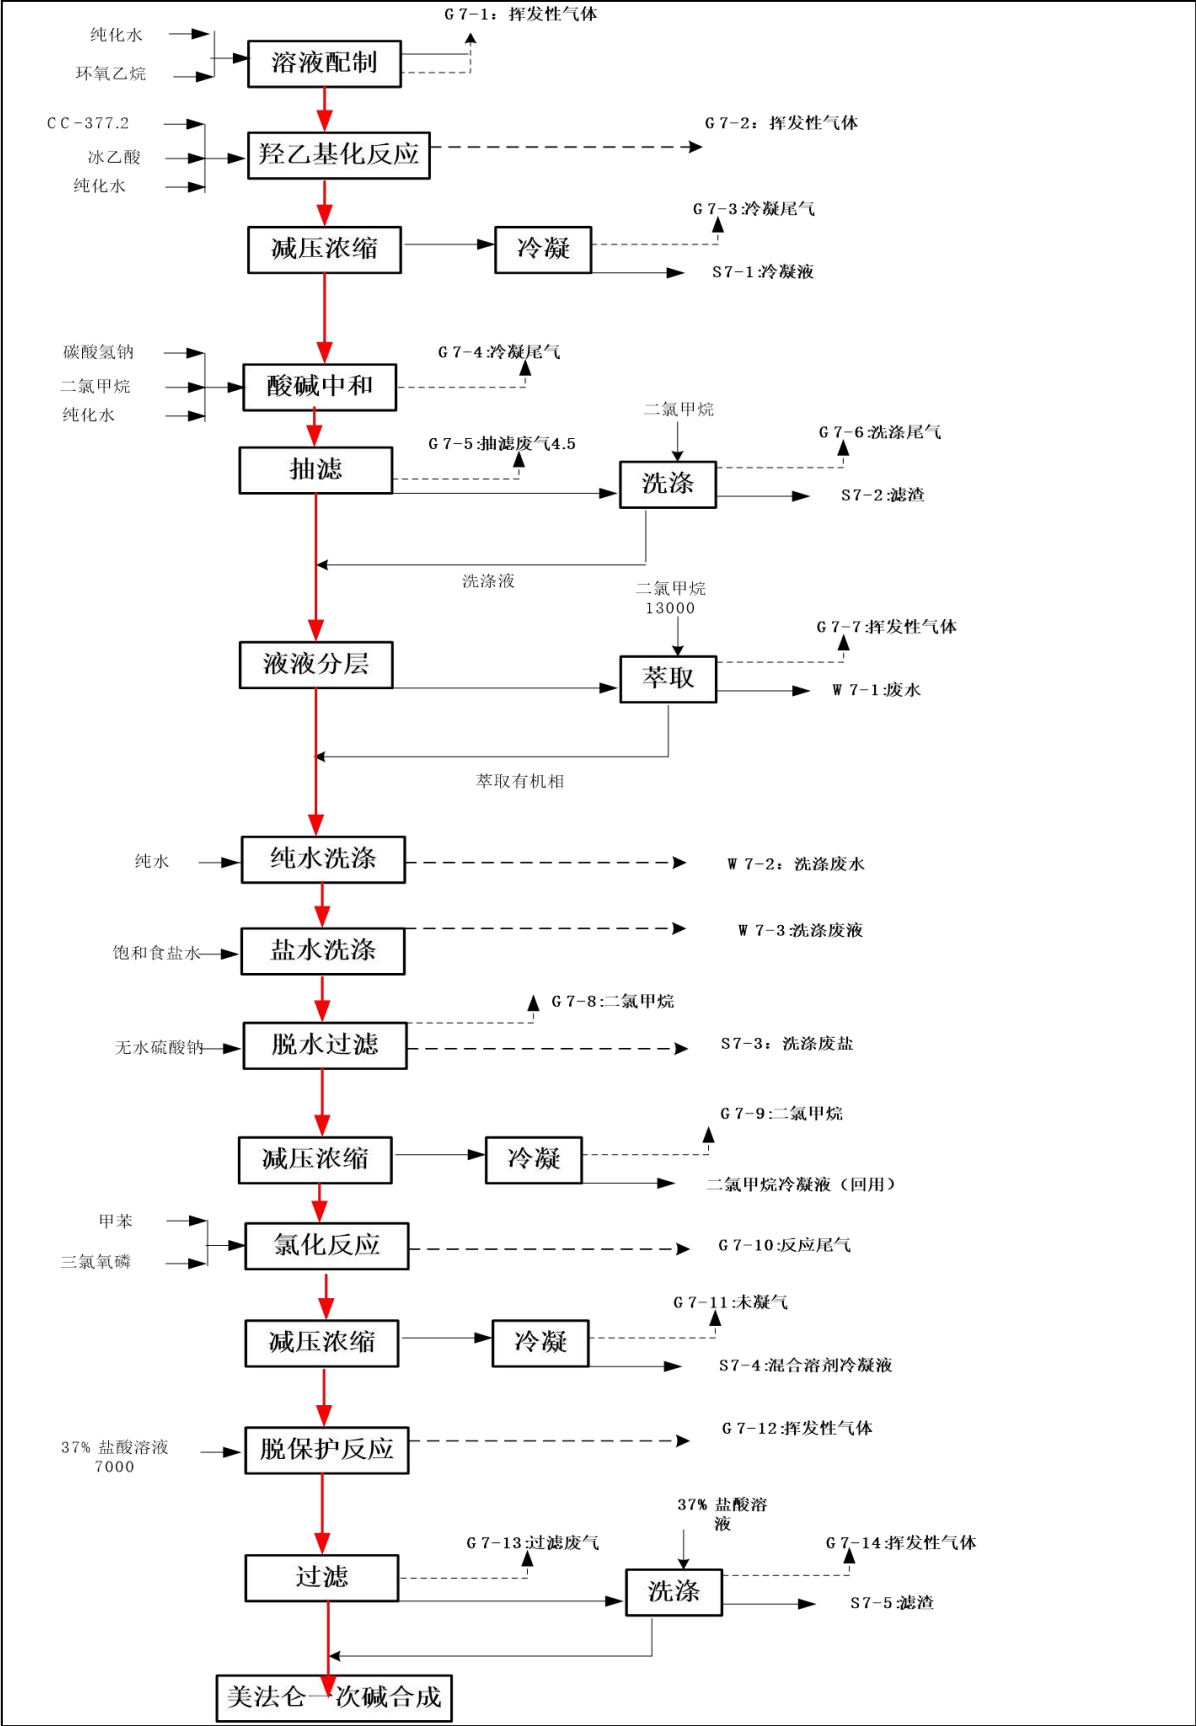 G7-1：挥发性气体
纯化水
溶液配制
环氧乙烷
CC-377.2
G7-2：挥发性气体
冰乙酸
羟乙基化反应
纯化水
G7-3:冷凝尾气
减压浓缩
冷凝
S7-1:冷凝液
碳酸氢钠
G7-4:冷凝尾气
二氯甲烷
酸碱中和
纯化水
二氯甲烷
G7-5:抽滤废气4.5
G7-6:洗涤尾气
抽滤
洗涤
S7-2:滤渣
洗涤液
二氯甲烷
13000
G7-7:挥发性气体
液液分层
萃取
W7-1:废水
萃取有机相
纯水
纯水洗涤
W7-2：洗涤废水
饱和食盐水
盐水洗涤
W7-3:洗涤废液
G7-8:二氯甲烷
无水硫酸钠
脱水过滤
S7-3：洗涤废盐
G7-9:二氯甲烷
减压浓缩
冷凝
二氯甲烷冷凝液（回用）
甲苯
氯化反应
G7-10:反应尾气
三氯氧磷
G7-11:未凝气
减压浓缩
冷凝
S7-4:混合溶剂冷凝液
G7-12:挥发性气体
37% 盐酸溶液
7000
脱保护反应
37% 盐酸溶
液
G7-13:过滤废气
G7-14:挥发性气体
过滤
洗涤
S7-5:滤渣
美法仑一次碱合成